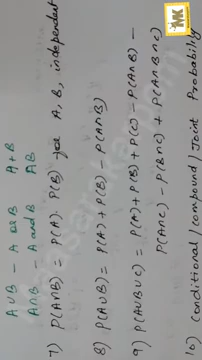 A∪B - A or B A+B
A∩B - A and B AB
7) P(A∩B) = P(A). P(B) for A, B, independent
8) P(A∪B) = P(A) + P(B) - P(A∩B)
9) P(A∪B∪C) = P(A) + P(B) + P(C) - P(A∩B) -
P(A∩C) - P(B∩C) + P(A∩B∩C)
10) Conditional / compound / Joint Probability